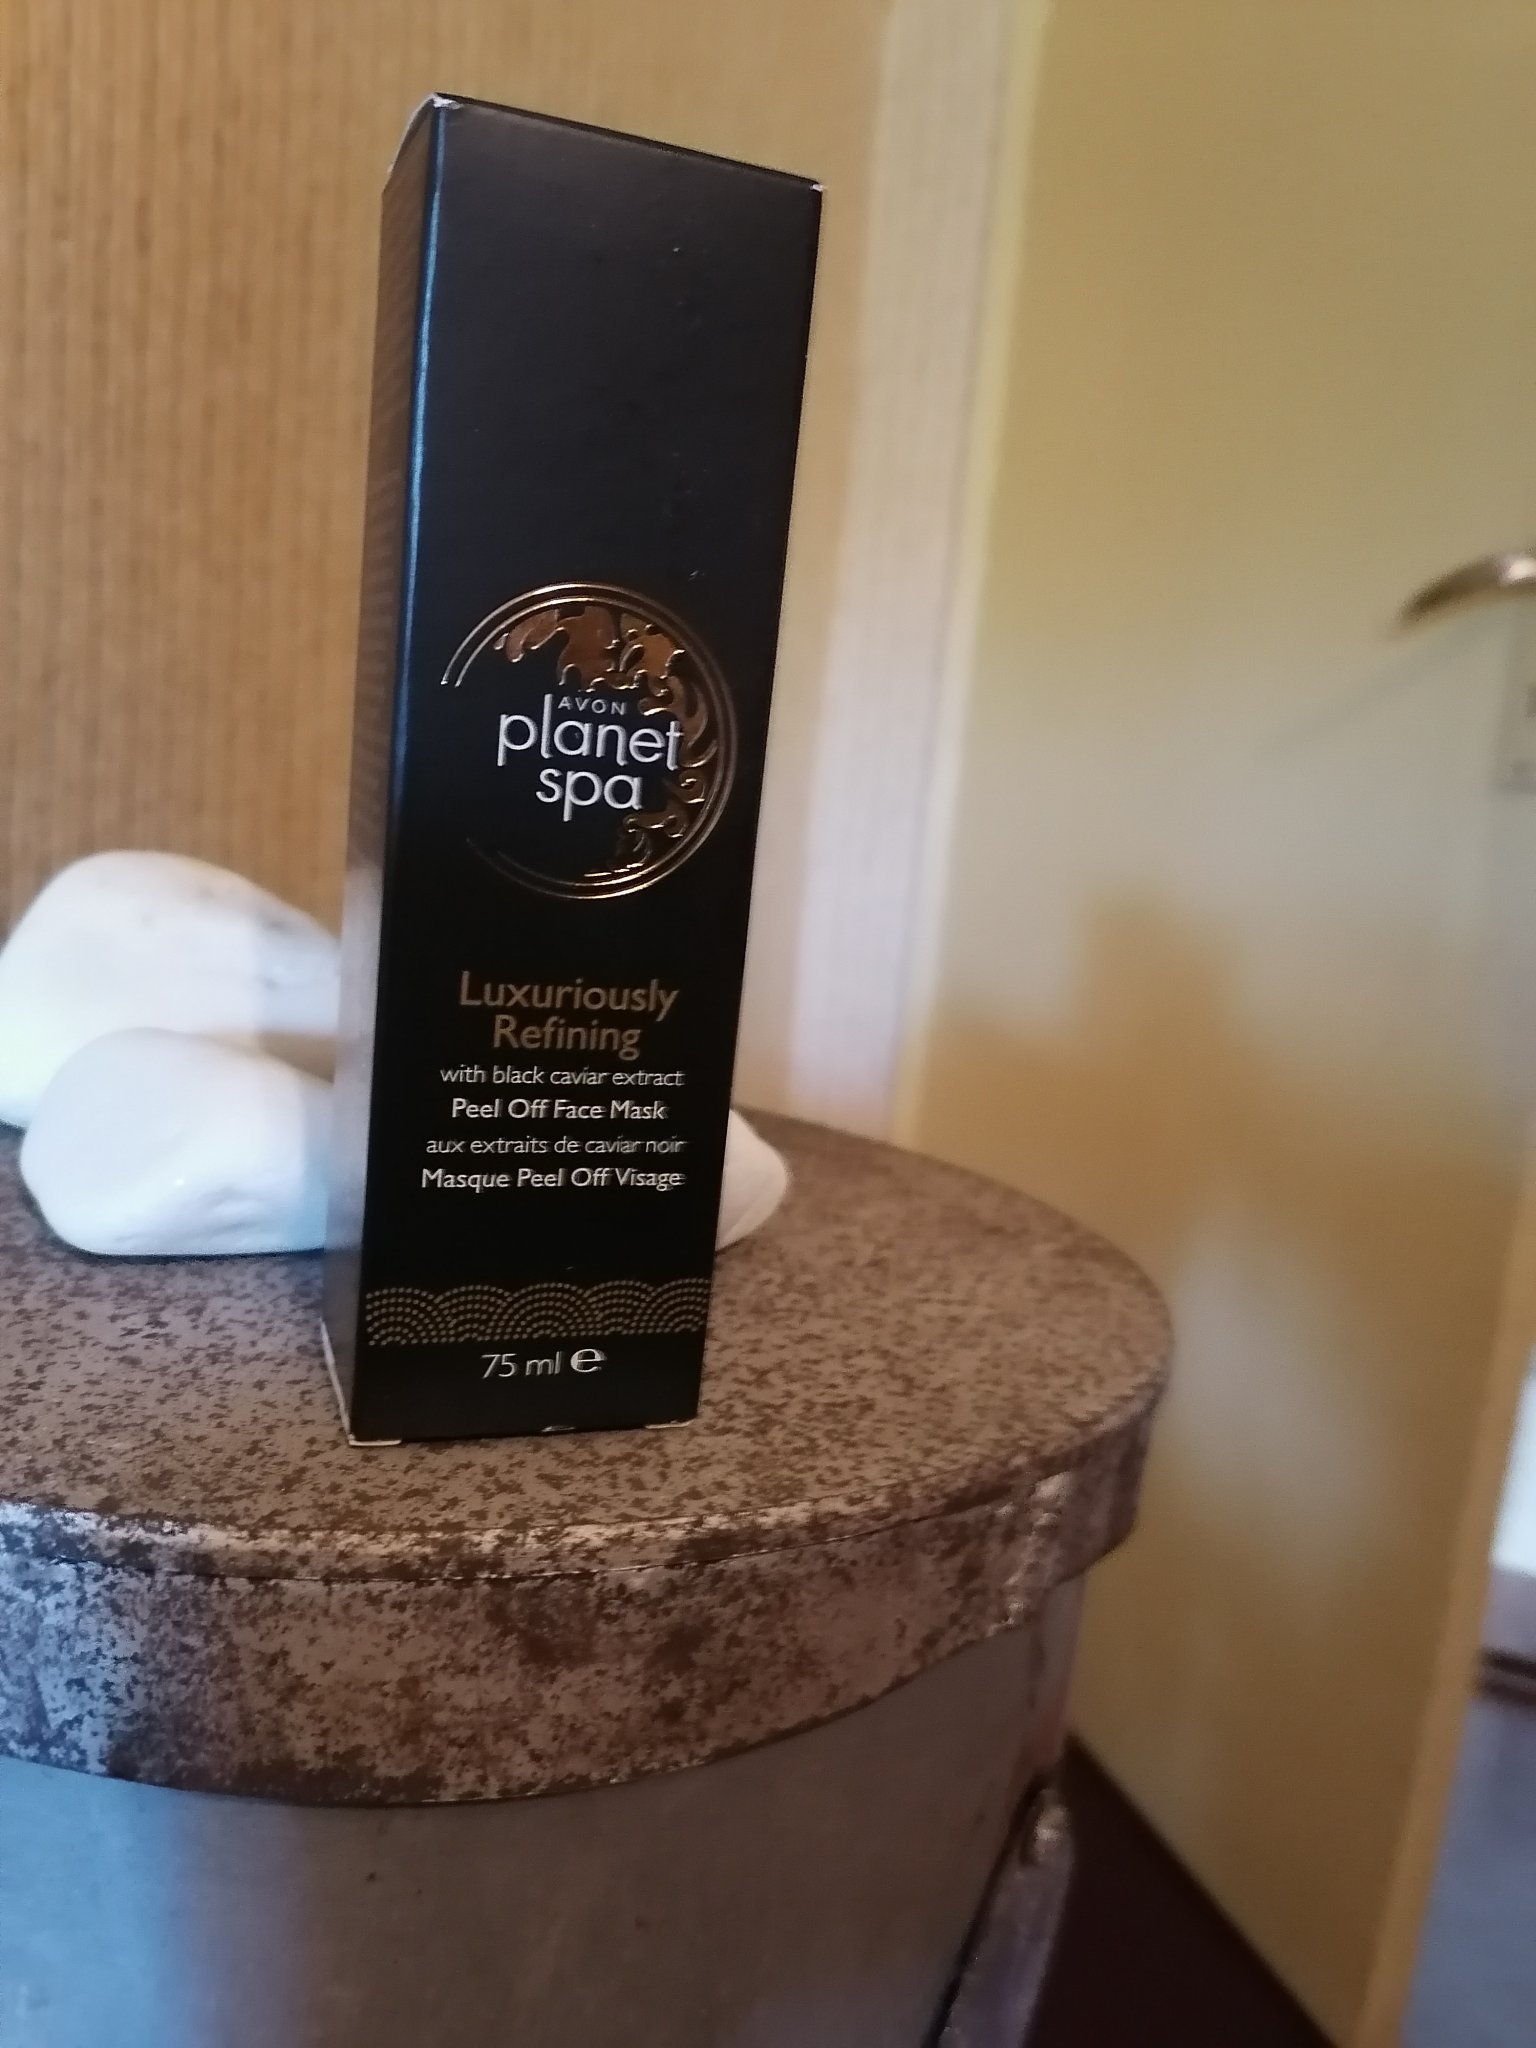 AVON
planet
spa
Luxuriously
Refining
with black caviar extract
Peel Off Face Mask
aux extraits de caviar noir
Masque Peel Off Visage
75 ml e